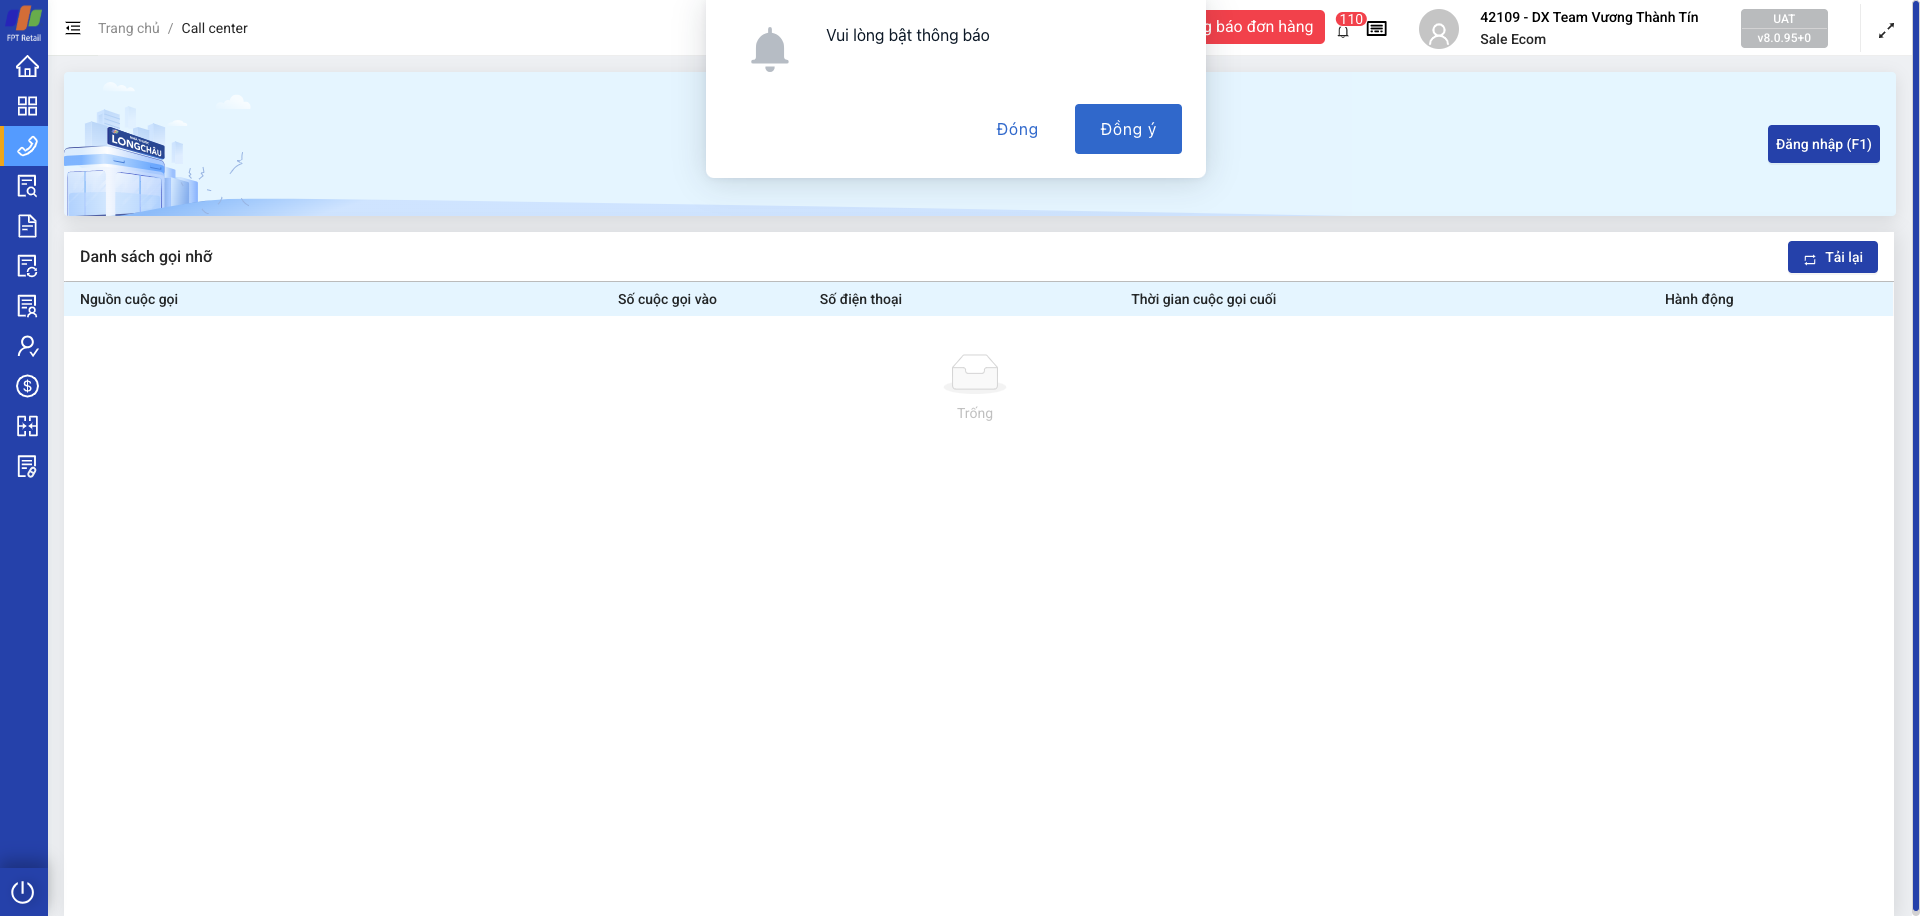 FPT Retail
Trang chủ / Call center
Vui lòng bật thông báo
Đóng
Đồng ý
báo đơn hàng
110
42109 - DX Team Vương Thành Tín
Sale Ecom
UAT
v8.0.95+0
LONGCHÂU
Đăng nhập (F1)
Danh sách gọi nhỡ
Tải lại
Nguồn cuộc gọi
Số cuộc gọi vào
Số điện thoại
Thời gian cuộc gọi cuối
Hành động
Trống